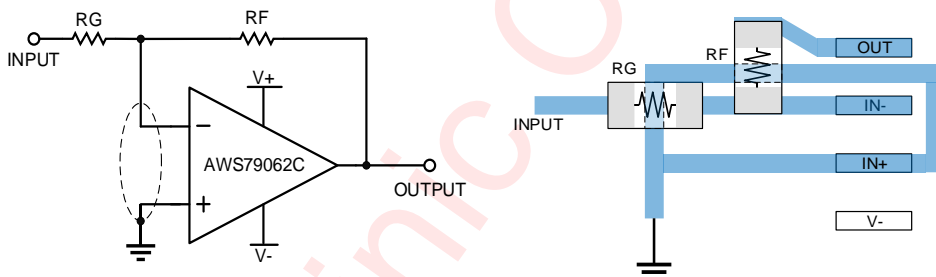 RG
RF
INPUT
V+
AWS79062C
OUTPUT
V-
RG
RF
OUT
IN-
INPUT
IN+
V-